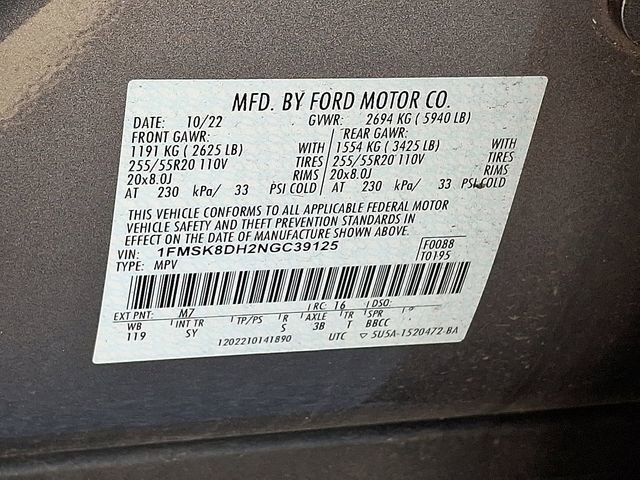 MFD. BY FORD MOTOR CO.
DATE: 10/22 GVWR: 2694 KG ( 5940 LB)
FRONT GAWR: REAR GAWR:
1191 KG ( 2625 LB) WITH 1554 KG ( 3425 LB) WITH
255/55R20 110V TIRES 255/55R20 110V TIRES
20x8.0J RIMS 20x8.0J RIMS
AT 230 kPa/ 33 PSI COLD AT 230 kPa/ 33 PSI COLD
THIS VEHICLE CONFORMS TO ALL APPLICABLE FEDERAL MOTOR
VEHICLE SAFETY AND THEFT PREVENTION STANDARDS IN
EFFECT ON THE DATE OF MANUFACTURE SHOWN ABOVE.
VIN: 1FMSK8DH2NGC39125 F0088
TYPE: MPV T0195
EXT PNT: M7 RC: 16 DSO:
WB INT TR TP/PS R AXLE TR SPR
119 SY S 3B T BBCC
1202210141890 UTC ▽ 5U5A-1520472-BA